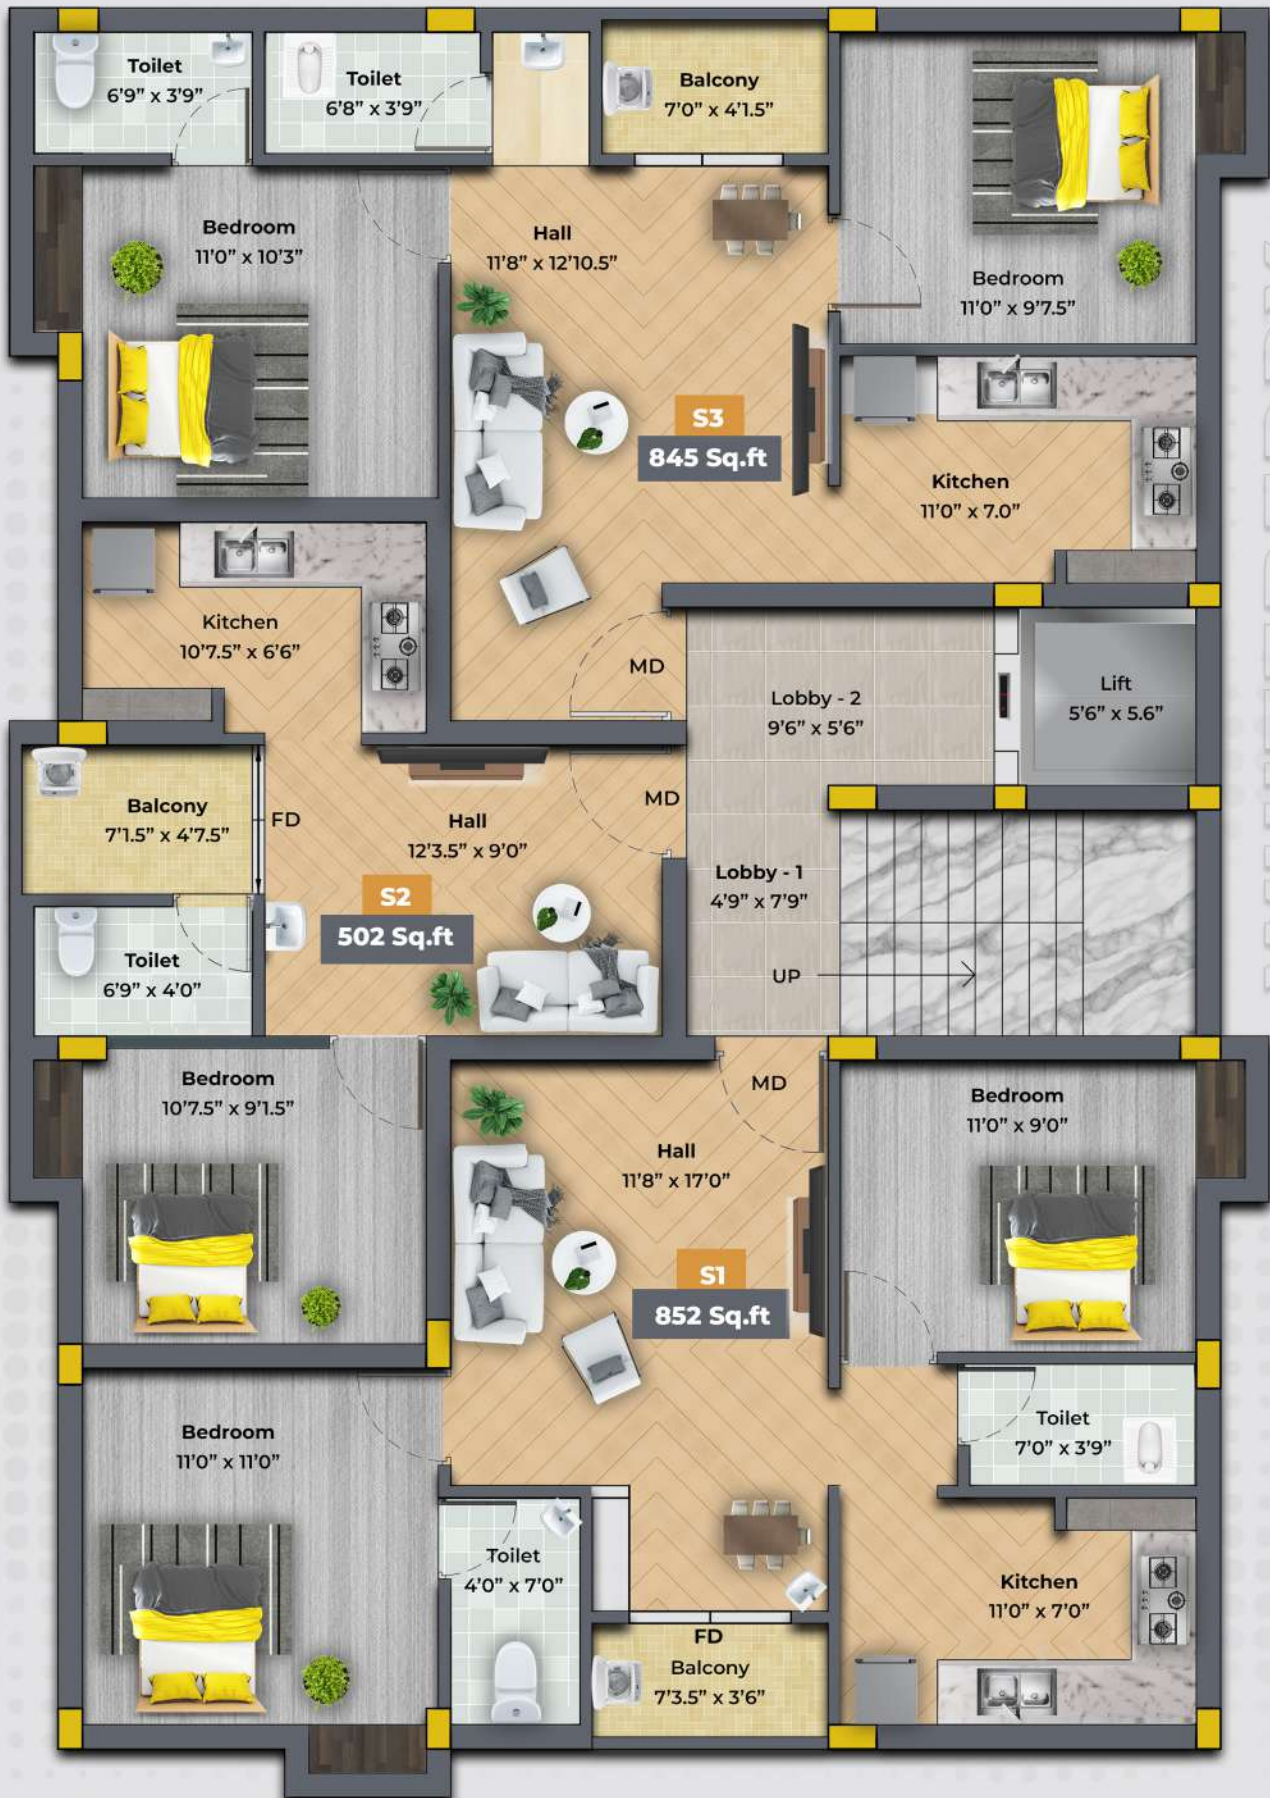 Toilet
6'9” x 3'9”
Toilet
6'8” x 3'9”
Balcony
7'0” x 4'1.5”
Bedroom
11'0” x 10'3”
Hall
11'8” x 12'10.5”
Bedroom
11'0” x 9'7.5”
S3
845 Sq.ft
Kitchen
11'0” x 7.0”
Kitchen
10'7.5” x 6'6”
MD
Lobby - 2
9'6” x 5'6”
Lift
5'6” x 5.6”
Balcony
7'1.5” x 4'7.5”
FD
Hall
12'3.5” x 9'0”
MD
S2
502 Sq.ft
Lobby - 1
4'9” x 7'9”
Toilet
6'9” x 4'0”
UP
Bedroom
10'7.5” x 9'1.5”
MD
Hall
11'8” x 17'0”
Bedroom
11'0” x 9'0”
S1
852 Sq.ft
Bedroom
11'0” x 11'0”
Toilet
7'0” x 3'9”
Toilet
4'0” x 7'0”
Kitchen
11'0” x 7'0”
FD
Balcony
7'3.5” x 3'6”